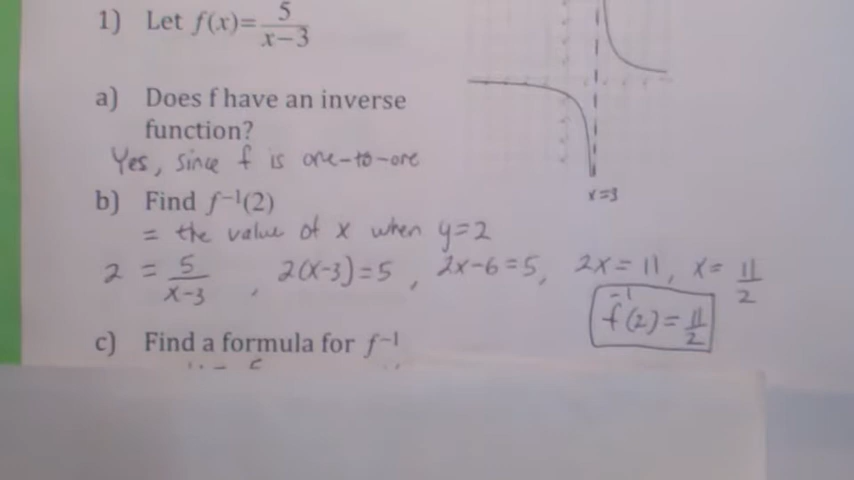 1) Let f(x)= 5/(x−3)
a) Does f have an inverse
function?
Yes, since f is one-to-one
x=3
b) Find f⁻¹(2)
= the value of x when y=2
2 = 5/(x-3) , 2(x-3)=5 , 2x-6=5, 2x=11, x= 11/2
f⁻¹(2)= 11/2
c) Find a formula for f⁻¹